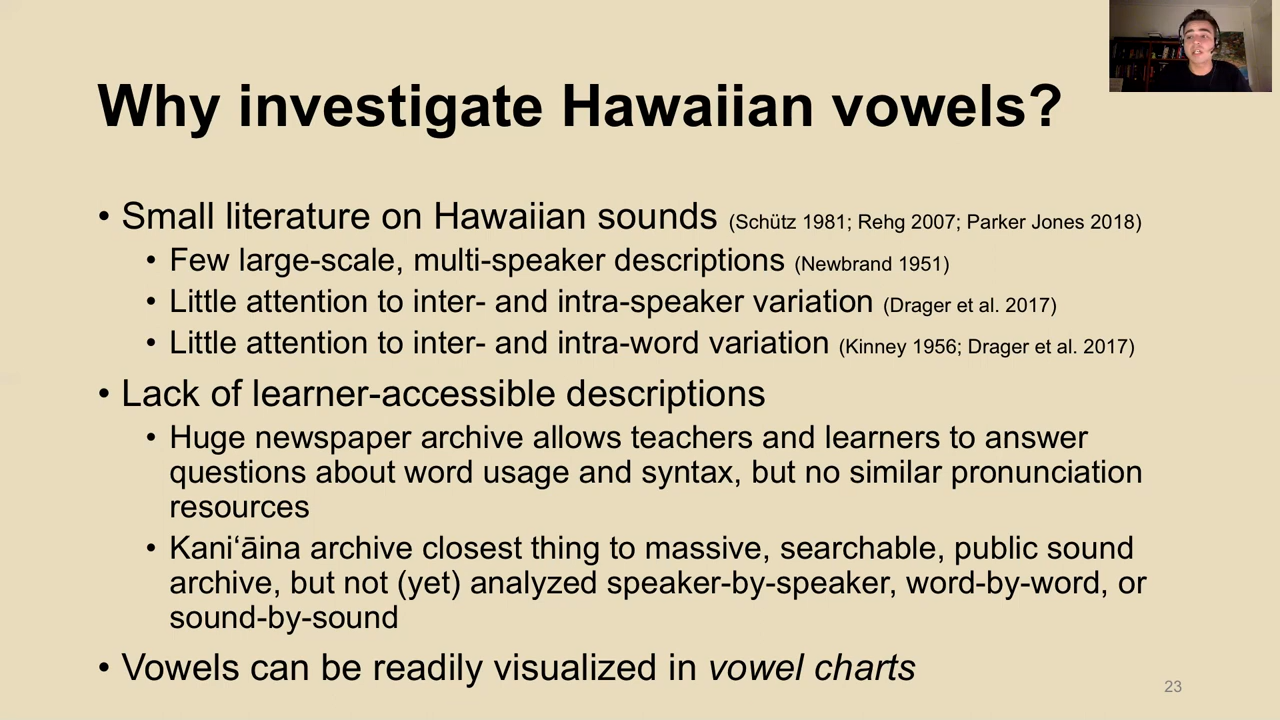 Why investigate Hawaiian vowels?
• Small literature on Hawaiian sounds (Schütz 1981; Rehg 2007; Parker Jones 2018)
• Few large-scale, multi-speaker descriptions (Newbrand 1951)
• Little attention to inter- and intra-speaker variation (Drager et al. 2017)
• Little attention to inter- and intra-word variation (Kinney 1956; Drager et al. 2017)
• Lack of learner-accessible descriptions
• Huge newspaper archive allows teachers and learners to answer
questions about word usage and syntax, but no similar pronunciation
resources
• Kaniʻāina archive closest thing to massive, searchable, public sound
archive, but not (yet) analyzed speaker-by-speaker, word-by-word, or
sound-by-sound
• Vowels can be readily visualized in vowel charts
23